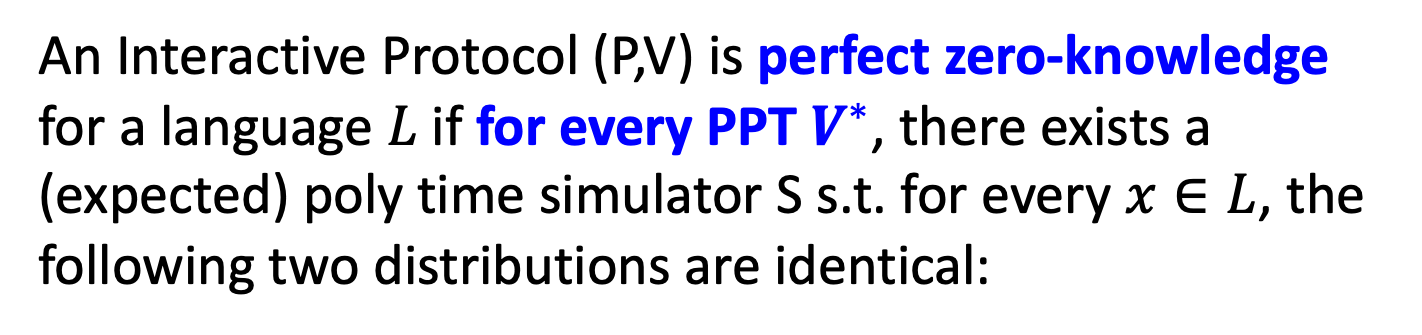 An Interactive Protocol (P,V) is perfect zero-knowledge
for a language L if for every PPT V*, there exists a
(expected) poly time simulator S s.t. for every x ∈ L, the
following two distributions are identical: